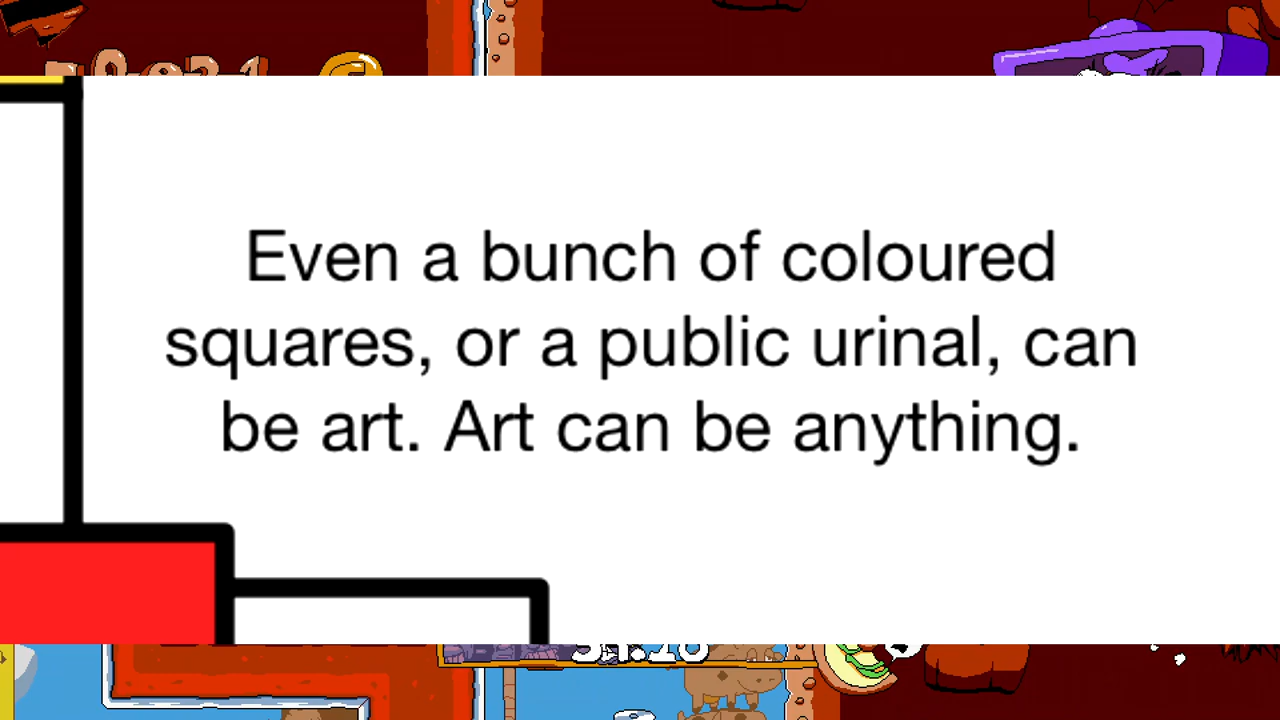 Even a bunch of coloured
squares, or a public urinal, can
be art. Art can be anything.